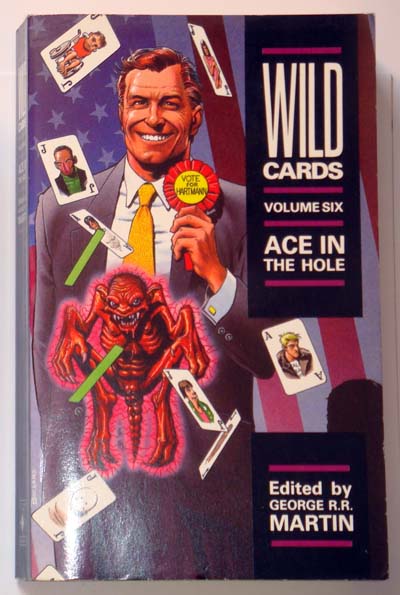 WILD
CARDS
VOLUME SIX
ACE IN
THE HOLE
VOTE
FOR
HARTMANN
Edited by
GEORGE R.R.
MARTIN